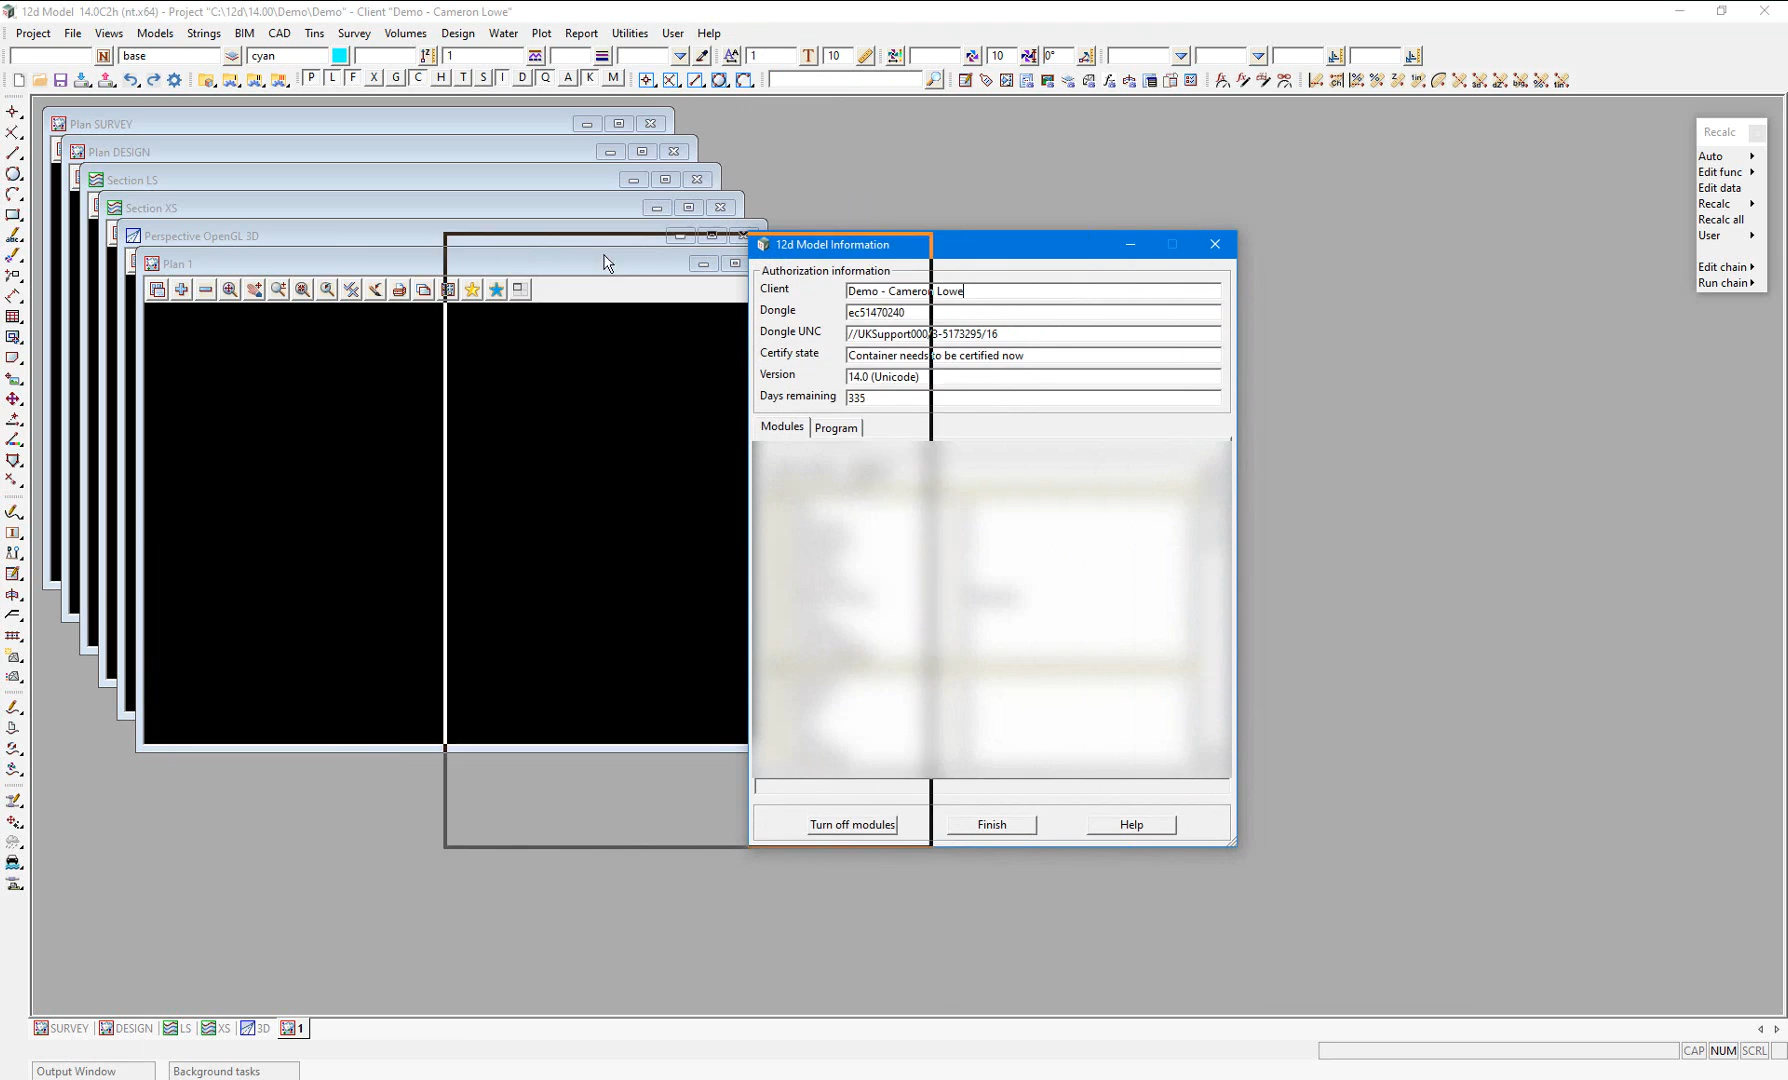 12d Model 14.0C2h (nt.x64) - Project "C:\12d\14.00\Demo\Demo" - Client "Demo - Cameron Lowe"
Project File Views Models Strings BIM CAD Tins Survey Volumes Design Water Plot Report Utilities User Help
N base cyan 1 1 T 10 10 0°
P L F X G C H T S I D Q A K M
Plan SURVEY
Plan DESIGN
Section LS
Section XS
Perspective OpenGL 3D
Plan 1
12d Model Information
Authorization information
Client Demo - Cameron Lowe
Dongle ec51470240
Certify state Container needs to be certified now
Version 14.0 (Unicode)
Days remaining 335
Dongle UNC
Modules Program
Turn off modules Finish Help
Recalc
Auto
Edit func
Edit data
Recalc
Recalc all
User
Edit chain
Run chain
SURVEY DESIGN LS XS 3D 1
CAP NUM SCRL
Output Window Background tasks